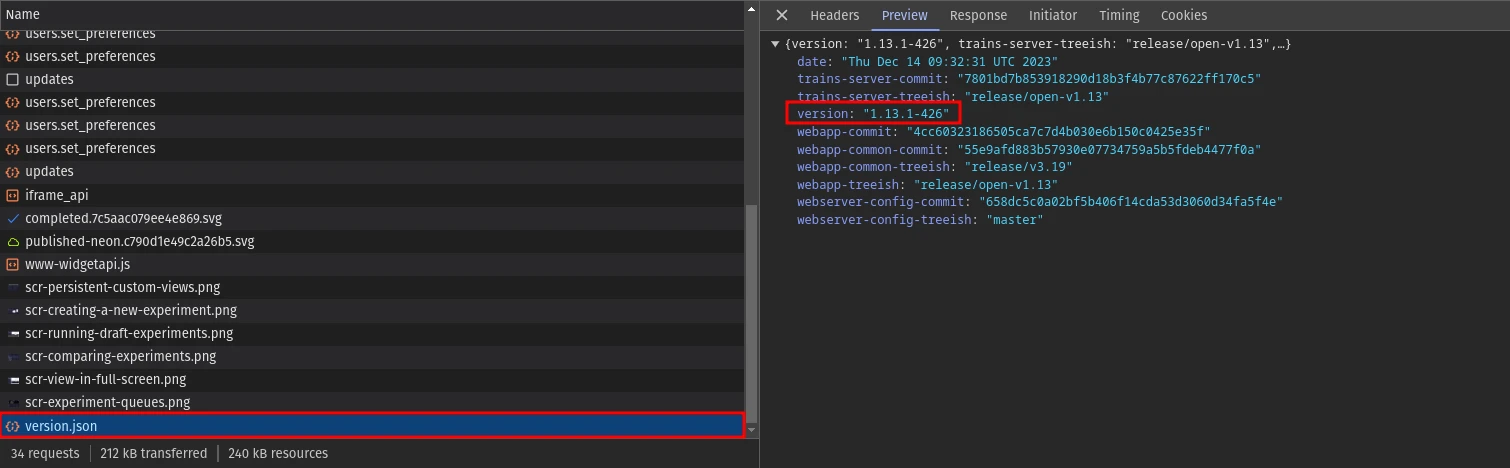 Name
users.set_preferences
users.set_preferences
updates
users.set_preferences
users.set_preferences
users.set_preferences
updates
iframe_api
completed.7c5aac079ee4e869.svg
published-neon.c790d1e49c2a26b5.svg
www-widgetapi.js
scr-persistent-custom-views.png
scr-creating-a-new-experiment.png
scr-running-draft-experiments.png
scr-comparing-experiments.png
scr-view-in-full-screen.png
scr-experiment-queues.png
version.json
34 requests 212 kB transferred 240 kB resources
Headers Preview Response Initiator Timing Cookies
{version: "1.13.1-426", trains-server-treeish: "release/open-v1.13",…}
date: "Thu Dec 14 09:32:31 UTC 2023"
trains-server-commit: "7801bd7b853918290d18b3f4b77c87622ff170c5"
trains-server-treeish: "release/open-v1.13"
version: "1.13.1-426"
webapp-commit: "4cc60323186505ca7c7d4b030e6b150c0425e35f"
webapp-common-commit: "55e9afd883b57930e07734759a5b5fdeb4477f0a"
webapp-common-treeish: "release/v3.19"
webapp-treeish: "release/open-v1.13"
webserver-config-commit: "658dc5c0a02bf5b406f14cda53d3060d34fa5f4e"
webserver-config-treeish: "master"